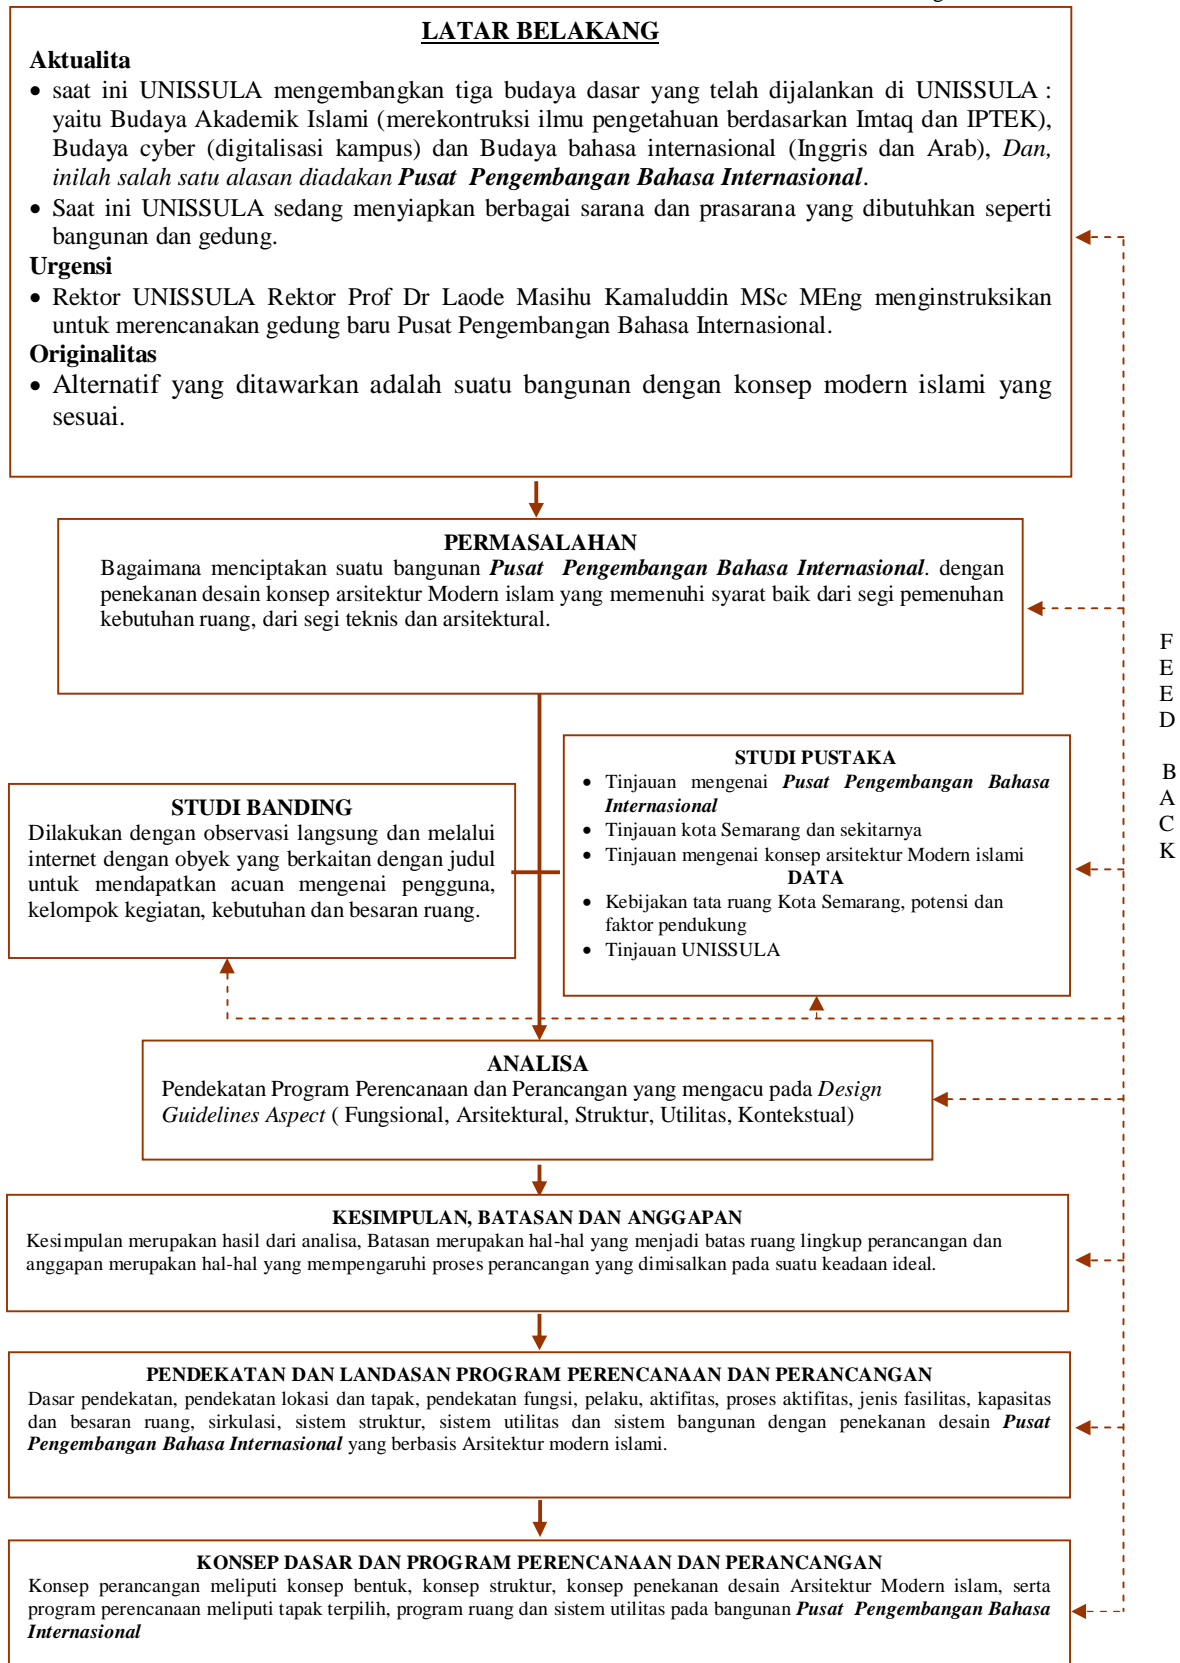 LATAR BELAKANG
Aktualita
• saat ini UNISSULA mengembangkan tiga budaya dasar yang telah dijalankan di UNISSULA :
yaitu Budaya Akademik Islami (merekontruksi ilmu pengetahuan berdasarkan Imtaq dan IPTEK),
Budaya cyber (digitalisasi kampus) dan Budaya bahasa internasional (Inggris dan Arab), Dan,
inilah salah satu alasan diadakan Pusat Pengembangan Bahasa Internasional.
• Saat ini UNISSULA sedang menyiapkan berbagai sarana dan prasarana yang dibutuhkan seperti
bangunan dan gedung.
Urgensi
• Rektor UNISSULA Rektor Prof Dr Laode Masihu Kamaluddin MSc MEng menginstruksikan
untuk merencanakan gedung baru Pusat Pengembangan Bahasa Internasional.
Originalitas
• Alternatif yang ditawarkan adalah suatu bangunan dengan konsep modern islami yang
sesuai.
PERMASALAHAN
Bagaimana menciptakan suatu bangunan Pusat Pengembangan Bahasa Internasional. dengan
penekanan desain konsep arsitektur Modern islam yang memenuhi syarat baik dari segi pemenuhan
kebutuhan ruang, dari segi teknis dan arsitektural.
STUDI BANDING
Dilakukan dengan observasi langsung dan melalui
internet dengan obyek yang berkaitan dengan judul
untuk mendapatkan acuan mengenai pengguna,
kelompok kegiatan, kebutuhan dan besaran ruang.
STUDI PUSTAKA
• Tinjauan mengenai Pusat Pengembangan Bahasa
Internasional
• Tinjauan kota Semarang dan sekitarnya
• Tinjauan mengenai konsep arsitektur Modern islami
DATA
• Kebijakan tata ruang Kota Semarang, potensi dan
faktor pendukung
• Tinjauan UNISSULA
ANALISA
Pendekatan Program Perencanaan dan Perancangan yang mengacu pada Design
Guidelines Aspect ( Fungsional, Arsitektural, Struktur, Utilitas, Kontekstual)
KESIMPULAN, BATASAN DAN ANGGAPAN
Kesimpulan merupakan hasil dari analisa, Batasan merupakan hal-hal yang menjadi batas ruang lingkup perancangan dan
anggapan merupakan hal-hal yang mempengaruhi proses perancangan yang dimisalkan pada suatu keadaan ideal.
PENDEKATAN DAN LANDASAN PROGRAM PERENCANAAN DAN PERANCANGAN
Dasar pendekatan, pendekatan lokasi dan tapak, pendekatan fungsi, pelaku, aktifitas, proses aktifitas, jenis fasilitas, kapasitas
dan besaran ruang, sirkulasi, sistem struktur, sistem utilitas dan sistem bangunan dengan penekanan desain Pusat
Pengembangan Bahasa Internasional yang berbasis Arsitektur modern islami.
KONSEP DASAR DAN PROGRAM PERENCANAAN DAN PERANCANGAN
Konsep perancangan meliputi konsep bentuk, konsep struktur, konsep penekanan desain Arsitektur Modern islam, serta
program perencanaan meliputi tapak terpilih, program ruang dan sistem utilitas pada bangunan Pusat Pengembangan Bahasa
Internasional
F
E
E
D
B
A
C
K